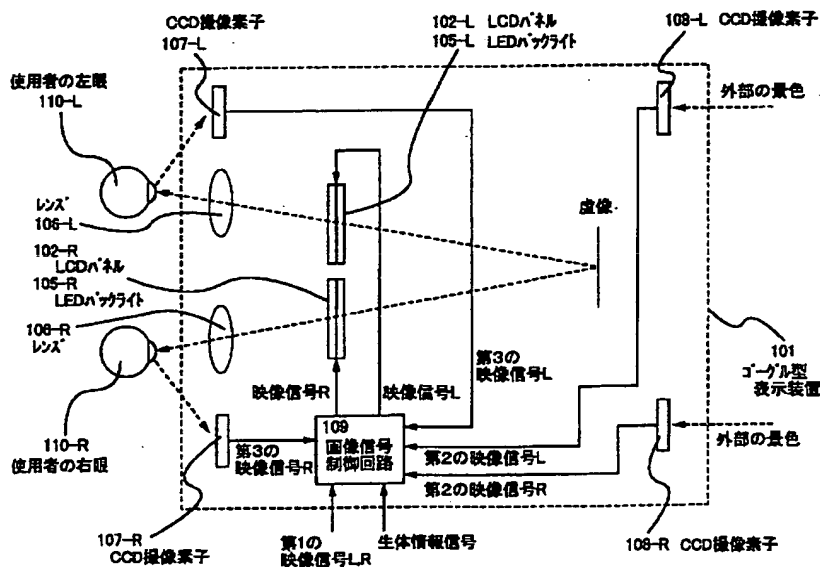 CCD撮像素子
107-L
102-L LCDパネル
105-L LEDバックライト
108-L CCD撮像素子
使用者の左眼
110-L
外部の景色
レンズ
106-L
虚像
102-R
LCDパネル
105-R
LEDバックライト
106-R
レンズ
101
ゴーグル型
表示装置
第3の
映像信号L
映像信号R
映像信号L
109
画像信号
制御回路
110-R
使用者の右眼
第3の
映像信号R
第2の映像信号L
第2の映像信号R
外部の景色
107-R
CCD撮像素子
第1の
映像信号L,R
生体情報信号
108-R CCD撮像素子